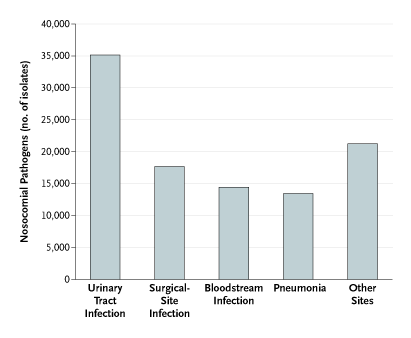 Nosocomial Pathogens (no. of isolates)
40,000
35,000
30,000
25,000
20,000
15,000
10,000
5,000
0
Urinary
Tract
Infection
Surgical-
Site
Infection
Bloodstream
Infection
Pneumonia
Other
Sites